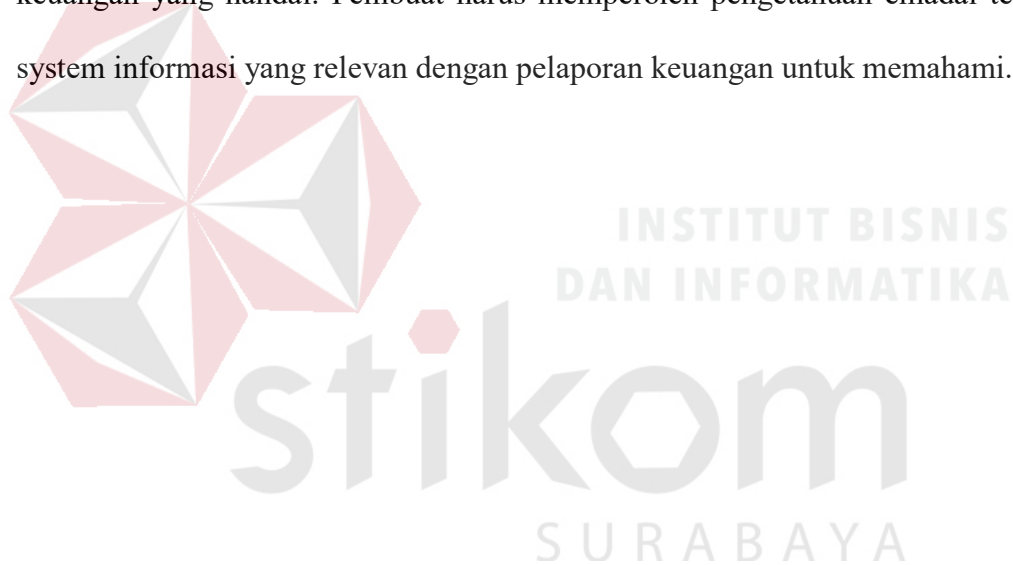 keuangan yang handal. Pembuat harus memperoleh pengetahuan emadai te
system informasi yang relevan dengan pelaporan keuangan untuk memahami.
INSTITUT BISNIS
DAN INFORMATIKA
stikom
SURABAYA